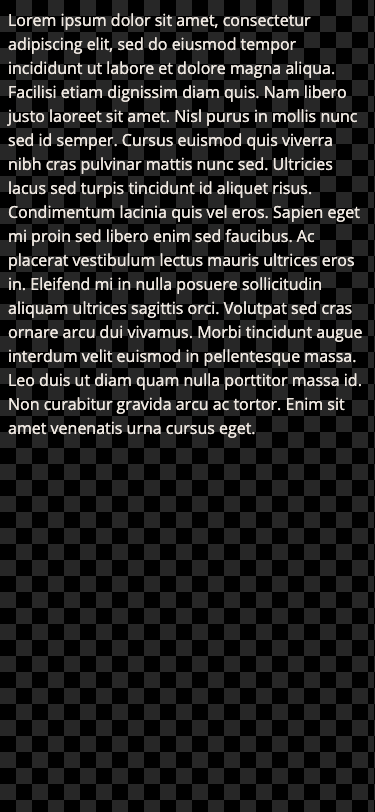 Lorem ipsum dolor sit amet, consectetur
adipiscing elit, sed do eiusmod tempor
incididunt ut labore et dolore magna aliqua.
Facilisi etiam dignissim diam quis. Nam libero
justo laoreet sit amet. Nisl purus in mollis nunc
sed id semper. Cursus euismod quis viverra
nibh cras pulvinar mattis nunc sed. Ultricies
lacus sed turpis tincidunt id aliquet risus.
Condimentum lacinia quis vel eros. Sapien eget
mi proin sed libero enim sed faucibus. Ac
placerat vestibulum lectus mauris ultrices eros
in. Eleifend mi in nulla posuere sollicitudin
aliquam ultrices sagittis orci. Volutpat sed cras
ornare arcu dui vivamus. Morbi tincidunt augue
interdum velit euismod in pellentesque massa.
Leo duis ut diam quam nulla porttitor massa id.
Non curabitur gravida arcu ac tortor. Enim sit
amet venenatis urna cursus eget.